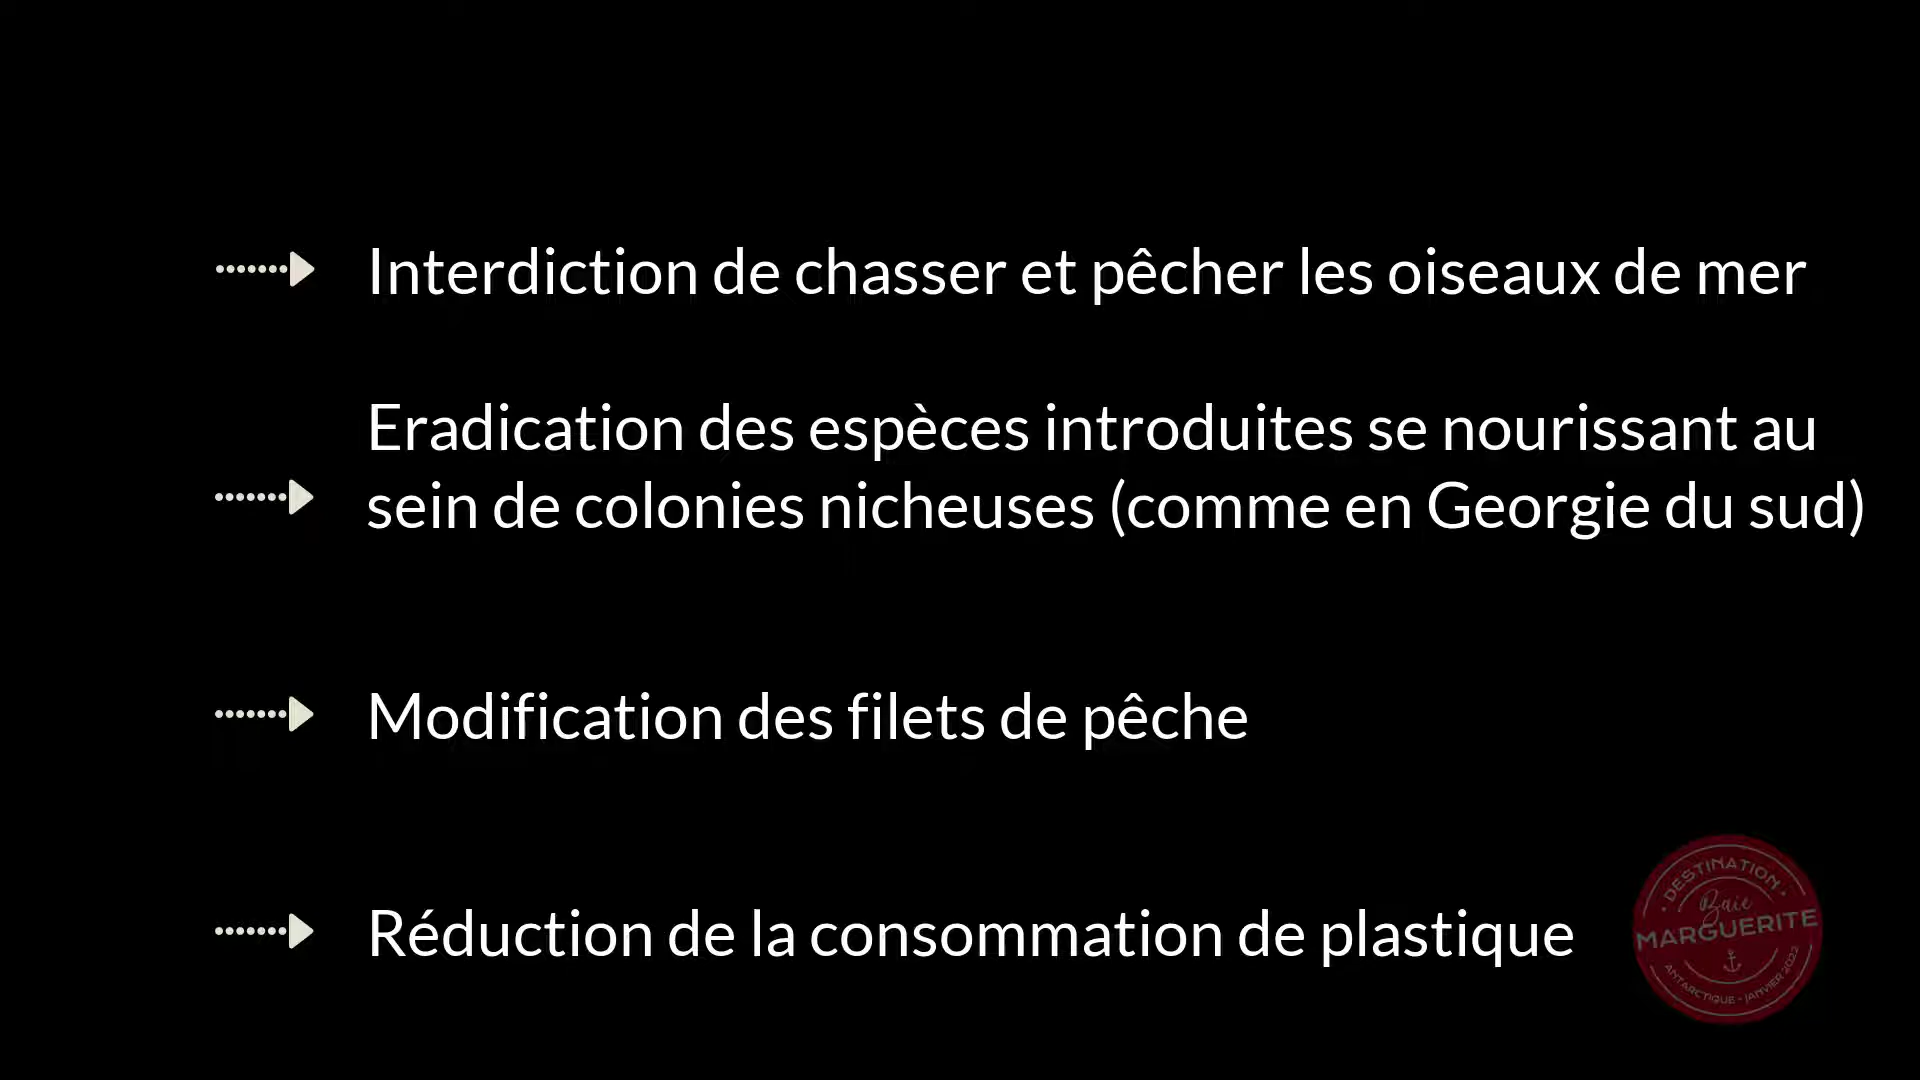 Interdiction de chasser et pêcher les oiseaux de mer
Eradication des espèces introduites se nourissant au
sein de colonies nicheuses (comme en Georgie du sud)
Modification des filets de pêche
Réduction de la consommation de plastique
DESTINATION
Baie
MARGUERITE
ANTARCTIQUE - JANVIER 2022